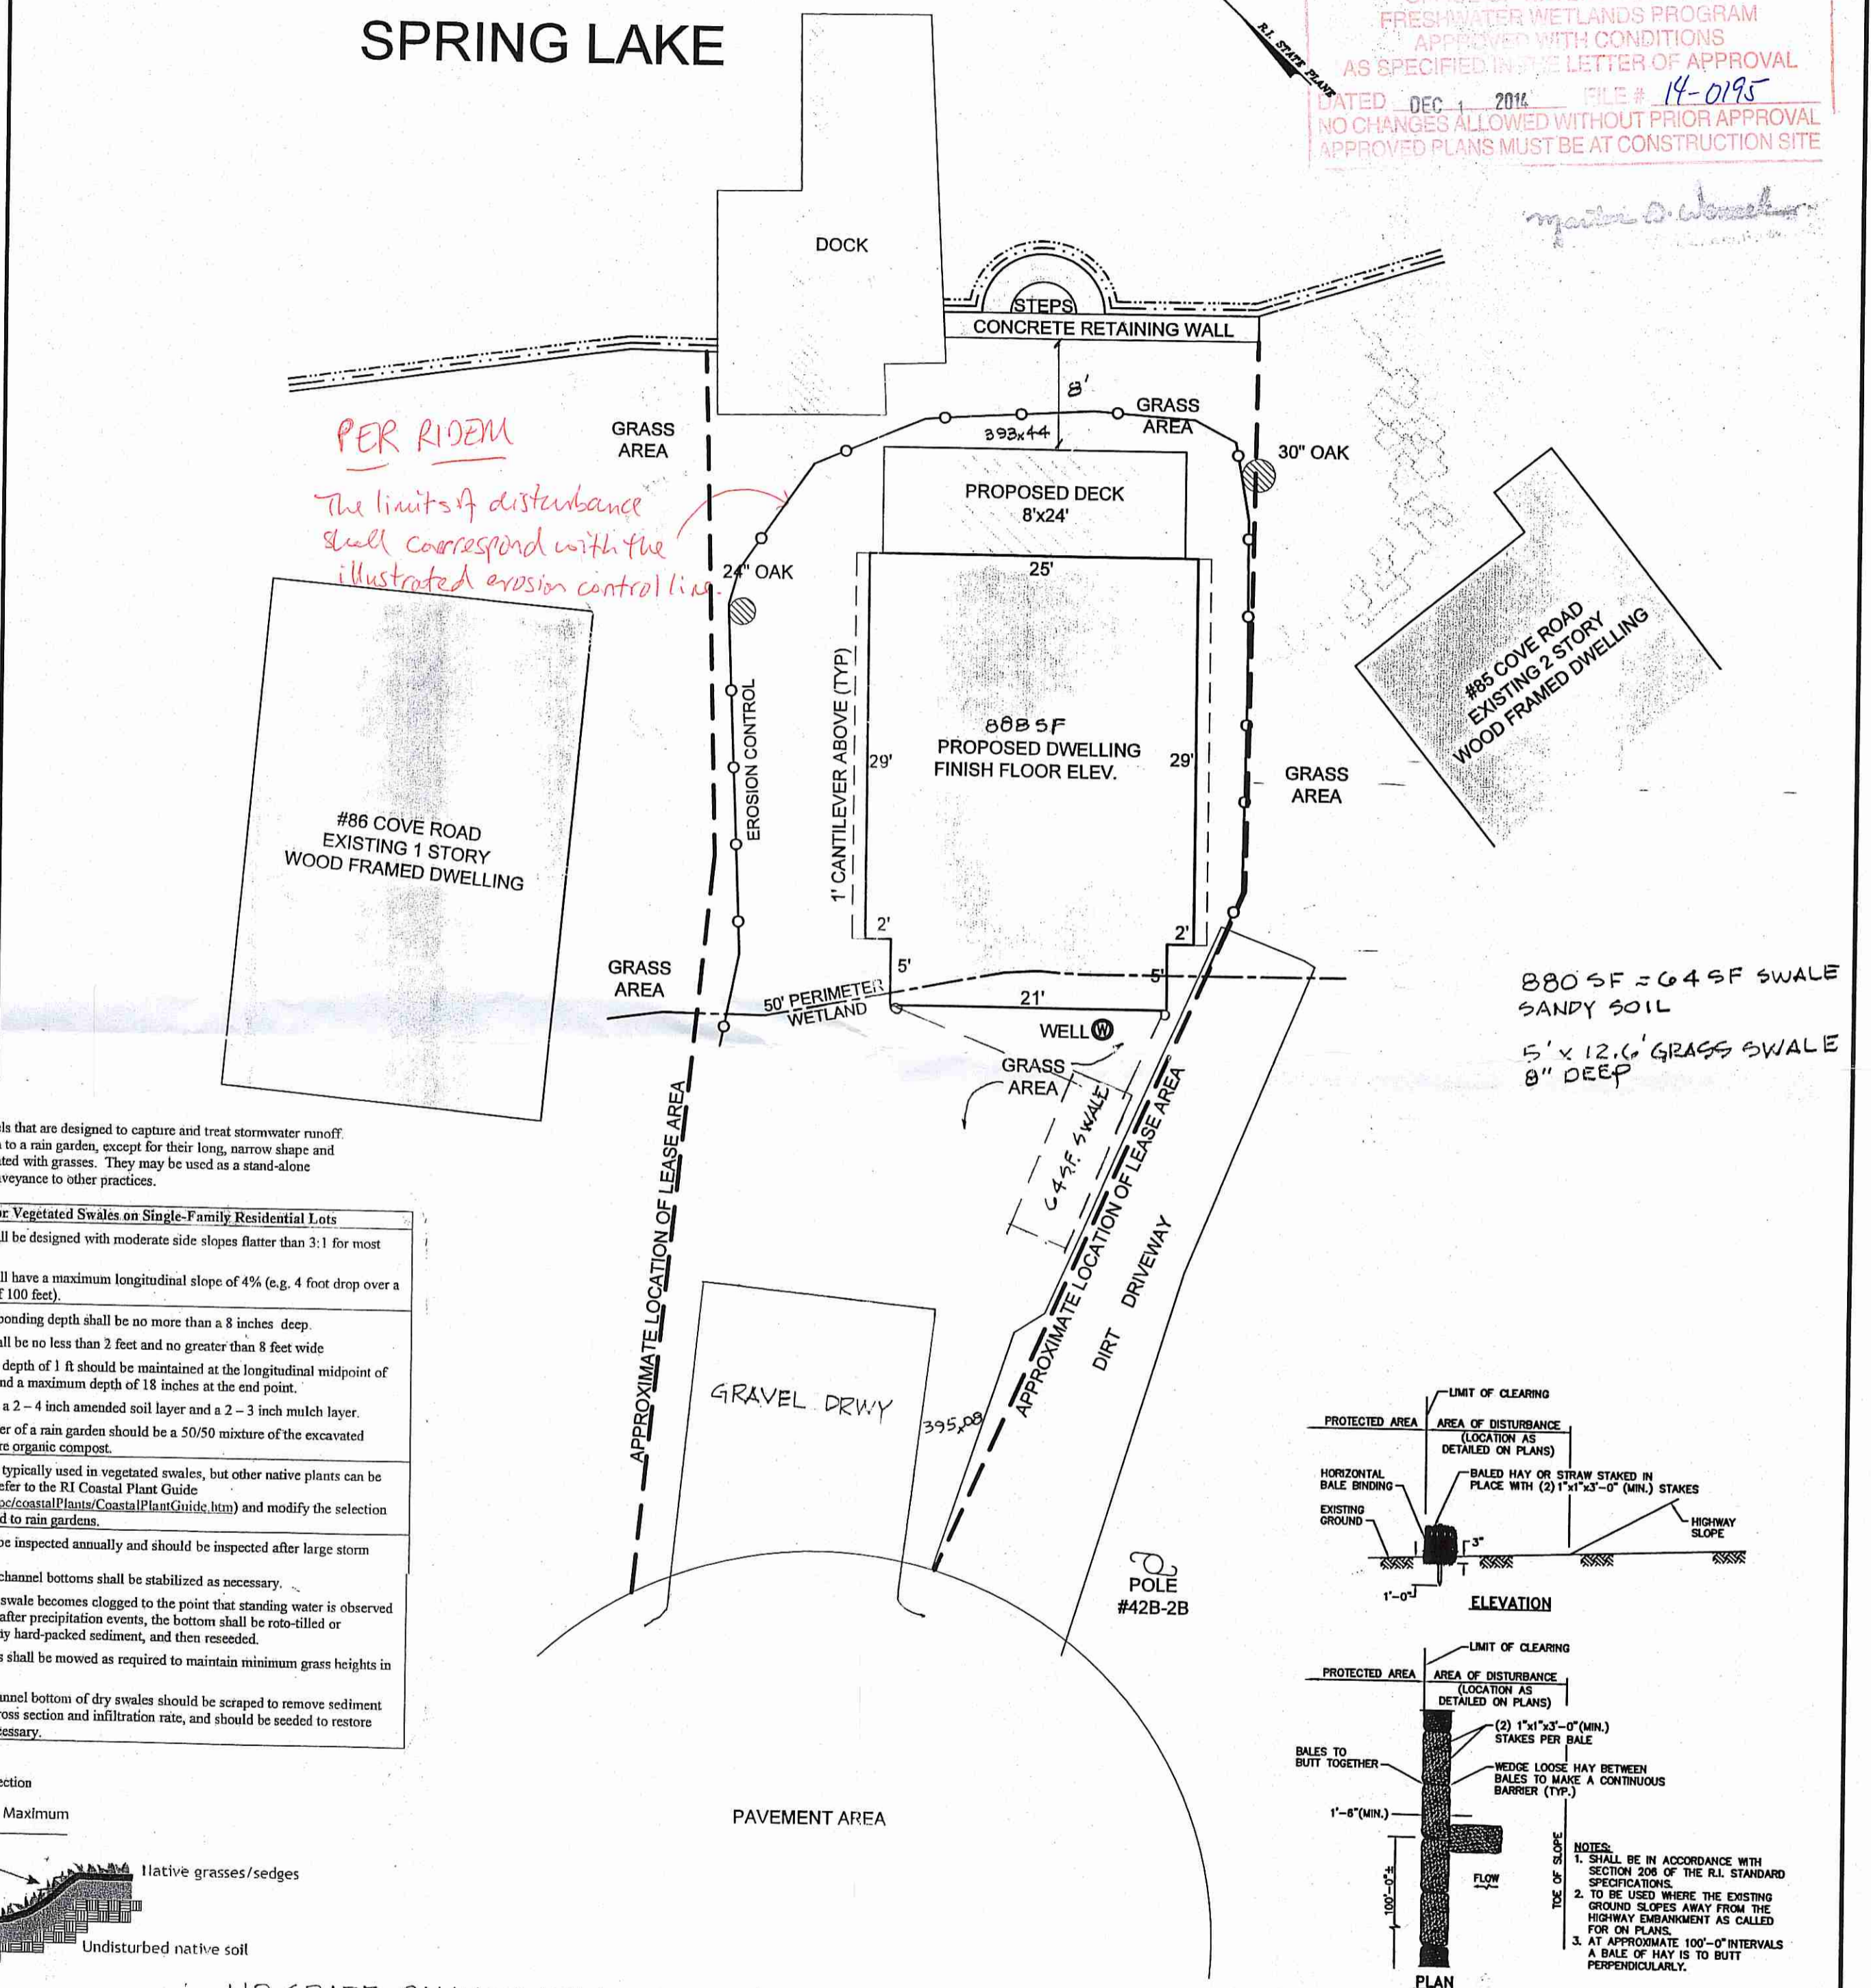 SPRING LAKE
R.I. STATE PLANE
FRESHWATER WETLANDS PROGRAM
APPROVED WITH CONDITIONS
AS SPECIFIED IN THE LETTER OF APPROVAL
DATED DEC 1 2014 FILE # 14-0195
NO CHANGES ALLOWED WITHOUT PRIOR APPROVAL
APPROVED PLANS MUST BE AT CONSTRUCTION SITE
DOCK
STEPS
CONCRETE RETAINING WALL
8'
GRASS
AREA
GRASS
AREA
393x44
30" OAK
PER RIDEM
The limits of disturbance
shall correspond with the
illustrated erosion control line.
PROPOSED DECK
8'x24'
24" OAK
25'
1' CANTILEVER ABOVE (TYP)
EROSION CONTROL
29'
888 SF
PROPOSED DWELLING
FINISH FLOOR ELEV.
29'
#85 COVE ROAD
EXISTING 2 STORY
WOOD FRAMED DWELLING
GRASS
AREA
#86 COVE ROAD
EXISTING 1 STORY
WOOD FRAMED DWELLING
2'
2'
5'
5'
GRASS
AREA
50' PERIMETER
WETLAND
21'
WELL W
GRASS
AREA
880 SF = 64 SF SWALE
SANDY SOIL
5' x 12.6' GRASS SWALE
8" DEEP
64 S.F. SWALE
APPROXIMATE LOCATION OF LEASE AREA
APPROXIMATE LOCATION OF LEASE AREA
DIRT DRIVEWAY
GRAVEL DRWY
395.08
POLE
#42B-2B
PAVEMENT AREA
ls that are designed to capture and treat stormwater runoff.
to a rain garden, except for their long, narrow shape and
ted with grasses. They may be used as a stand-alone
veyance to other practices.
r Vegetated Swales on Single-Family Residential Lots
ll be designed with moderate side slopes flatter than 3:1 for most
ll have a maximum longitudinal slope of 4% (e.g. 4 foot drop over a
f 100 feet).
ponding depth shall be no more than a 8 inches deep.
all be no less than 2 feet and no greater than 8 feet wide
depth of 1 ft should be maintained at the longitudinal midpoint of
nd a maximum depth of 18 inches at the end point.
a 2 – 4 inch amended soil layer and a 2 – 3 inch mulch layer.
er of a rain garden should be a 50/50 mixture of the excavated
re organic compost.
typically used in vegetated swales, but other native plants can be
efer to the RI Coastal Plant Guide
pc/coastalPlants/CoastalPlantGuide.htm) and modify the selection
d to rain gardens.
be inspected annually and should be inspected after large storm
channel bottoms shall be stabilized as necessary.
swale becomes clogged to the point that standing water is observed
after precipitation events, the bottom shall be roto-tilled or
ny hard-packed sediment, and then reseeded.
s shall be mowed as required to maintain minimum grass heights in
nnel bottom of dry swales should be scraped to remove sediment
ross section and infiltration rate, and should be seeded to restore
cessary.
ection
Maximum
Native grasses/sedges
Undisturbed native soil
LIMIT OF CLEARING
PROTECTED AREA AREA OF DISTURBANCE
(LOCATION AS
DETAILED ON PLANS)
HORIZONTAL
BALE BINDING
BALED HAY OR STRAW STAKED IN
PLACE WITH (2) 1"x1"x3'-0" (MIN.) STAKES
EXISTING
GROUND
HIGHWAY
SLOPE
3"
1'-0"
ELEVATION
LIMIT OF CLEARING
PROTECTED AREA AREA OF DISTURBANCE
(LOCATION AS
DETAILED ON PLANS)
(2) 1"x1"x3'-0"(MIN.)
STAKES PER BALE
BALES TO
BUTT TOGETHER
WEDGE LOOSE HAY BETWEEN
BALES TO MAKE A CONTINUOUS
BARRIER (TYP.)
1'-6"(MIN.)
100'-0"±
FLOW
TOE OF SLOPE
NOTES:
1. SHALL BE IN ACCORDANCE WITH
SECTION 206 OF THE R.I. STANDARD
SPECIFICATIONS.
2. TO BE USED WHERE THE EXISTING
GROUND SLOPES AWAY FROM THE
HIGHWAY EMBANKMENT AS CALLED
FOR ON PLANS.
3. AT APPROXIMATE 100'-0" INTERVALS
A BALE OF HAY IS TO BUTT
PERPENDICULARLY.
PLAN